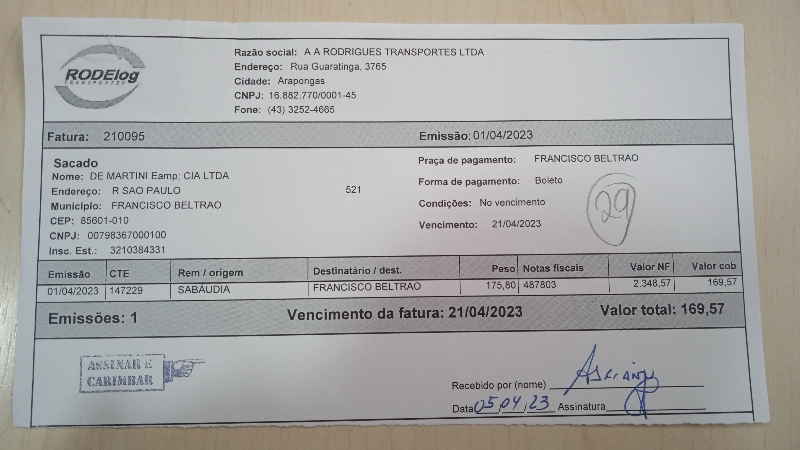 RODElog
TRANSPORTES
Razão social: A A RODRIGUES TRANSPORTES LTDA
Endereço: Rua Guaratinga, 3765
Cidade: Arapongas
CNPJ: 16.882.770/0001-45
Fone: (43) 3252-4665
Fatura: 210095 Emissão: 01/04/2023
Sacado
Nome: DE MARTINI Eamp; CIA LTDA
Endereço: R SAO PAULO 521
Município: FRANCISCO BELTRAO
CEP: 85601-010
CNPJ: 00798367000100
Insc. Est.: 3210384331
Praça de pagamento: FRANCISCO BELTRAO
Forma de pagamento: Boleto
Condições: No vencimento
Vencimento: 21/04/2023
29
Emissão CTE Rem / origem Destinatário / dest. Peso Notas fiscais Valor NF Valor cob
01/04/2023 147229 SABÁUDIA FRANCISCO BELTRAO 175,80 487803 2.348,57 169,57
Emissões: 1 Vencimento da fatura: 21/04/2023 Valor total: 169,57
ASSINAR E
CARIMBAR
Recebido por (nome)
Data 05,04,23 Assinatura